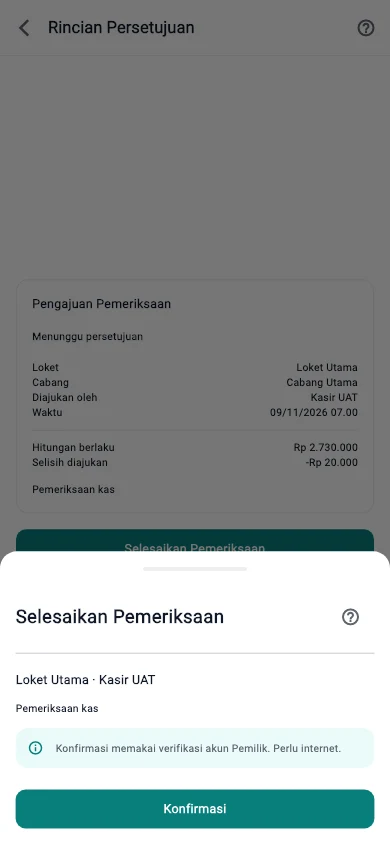 Rincian Persetujuan
Pengajuan Pemeriksaan
Menunggu persetujuan
Loket Loket Utama
Cabang Cabang Utama
Diajukan oleh Kasir UAT
Waktu 09/11/2026 07.00
Hitungan berlaku Rp 2.730.000
Selisih diajukan -Rp 20.000
Pemeriksaan kas
Selesaikan Pemeriksaan
Selesaikan Pemeriksaan
Loket Utama · Kasir UAT
Pemeriksaan kas
Konfirmasi memakai verifikasi akun Pemilik. Perlu internet.
Konfirmasi